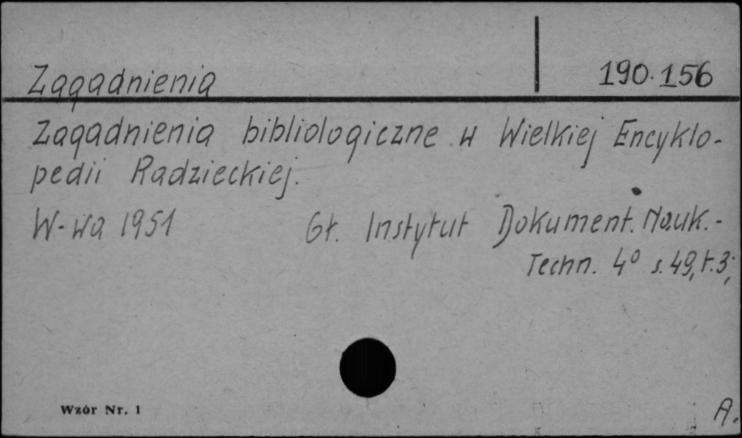 Zagadnienia
190.156
Zagadnienia bibliologiczne w Wielkiej Encyklo-
pedii Radzieckiej.
W-wa 1951 Gł. Instytut Dokument. Nauk.-
Techn. 4° s. 49, t. 3;
Wzór Nr. 1
A.